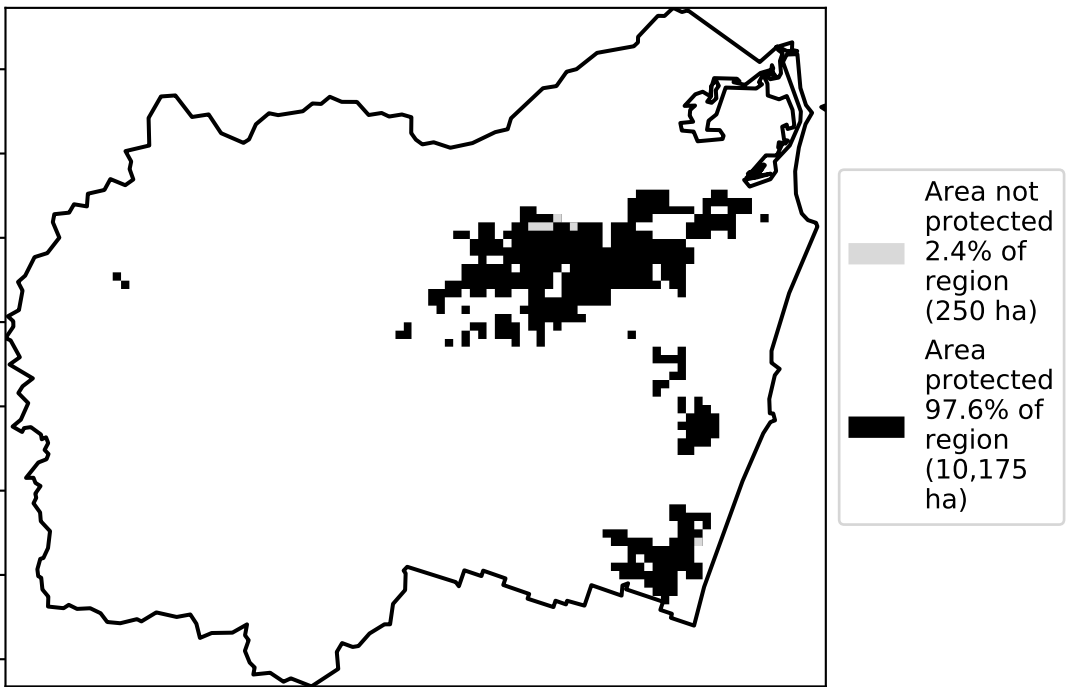 Area not
protected
2.4% of
region
(250 ha)
Area
protected
97.6% of
region
(10,175
ha)